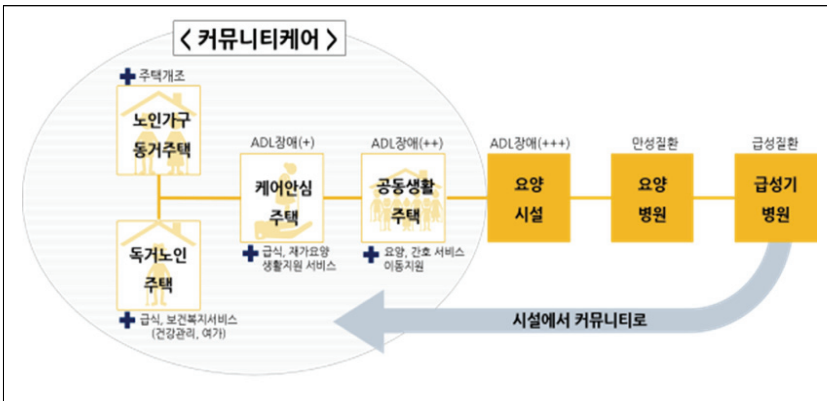 < 커뮤니티케어 >
주택개조
노인가구
동거주택
독거노인
주택
급식, 보건복지서비스
(건강관리, 여가)
ADL장애(+)
케어안심
주택
급식, 재가요양
생활지원 서비스
ADL장애(++)
공동생활
주택
요양, 간호 서비스
이동지원
ADL장애(+++)
요양
시설
만성질환
요양
병원
급성질환
급성기
병원
시설에서 커뮤니티로